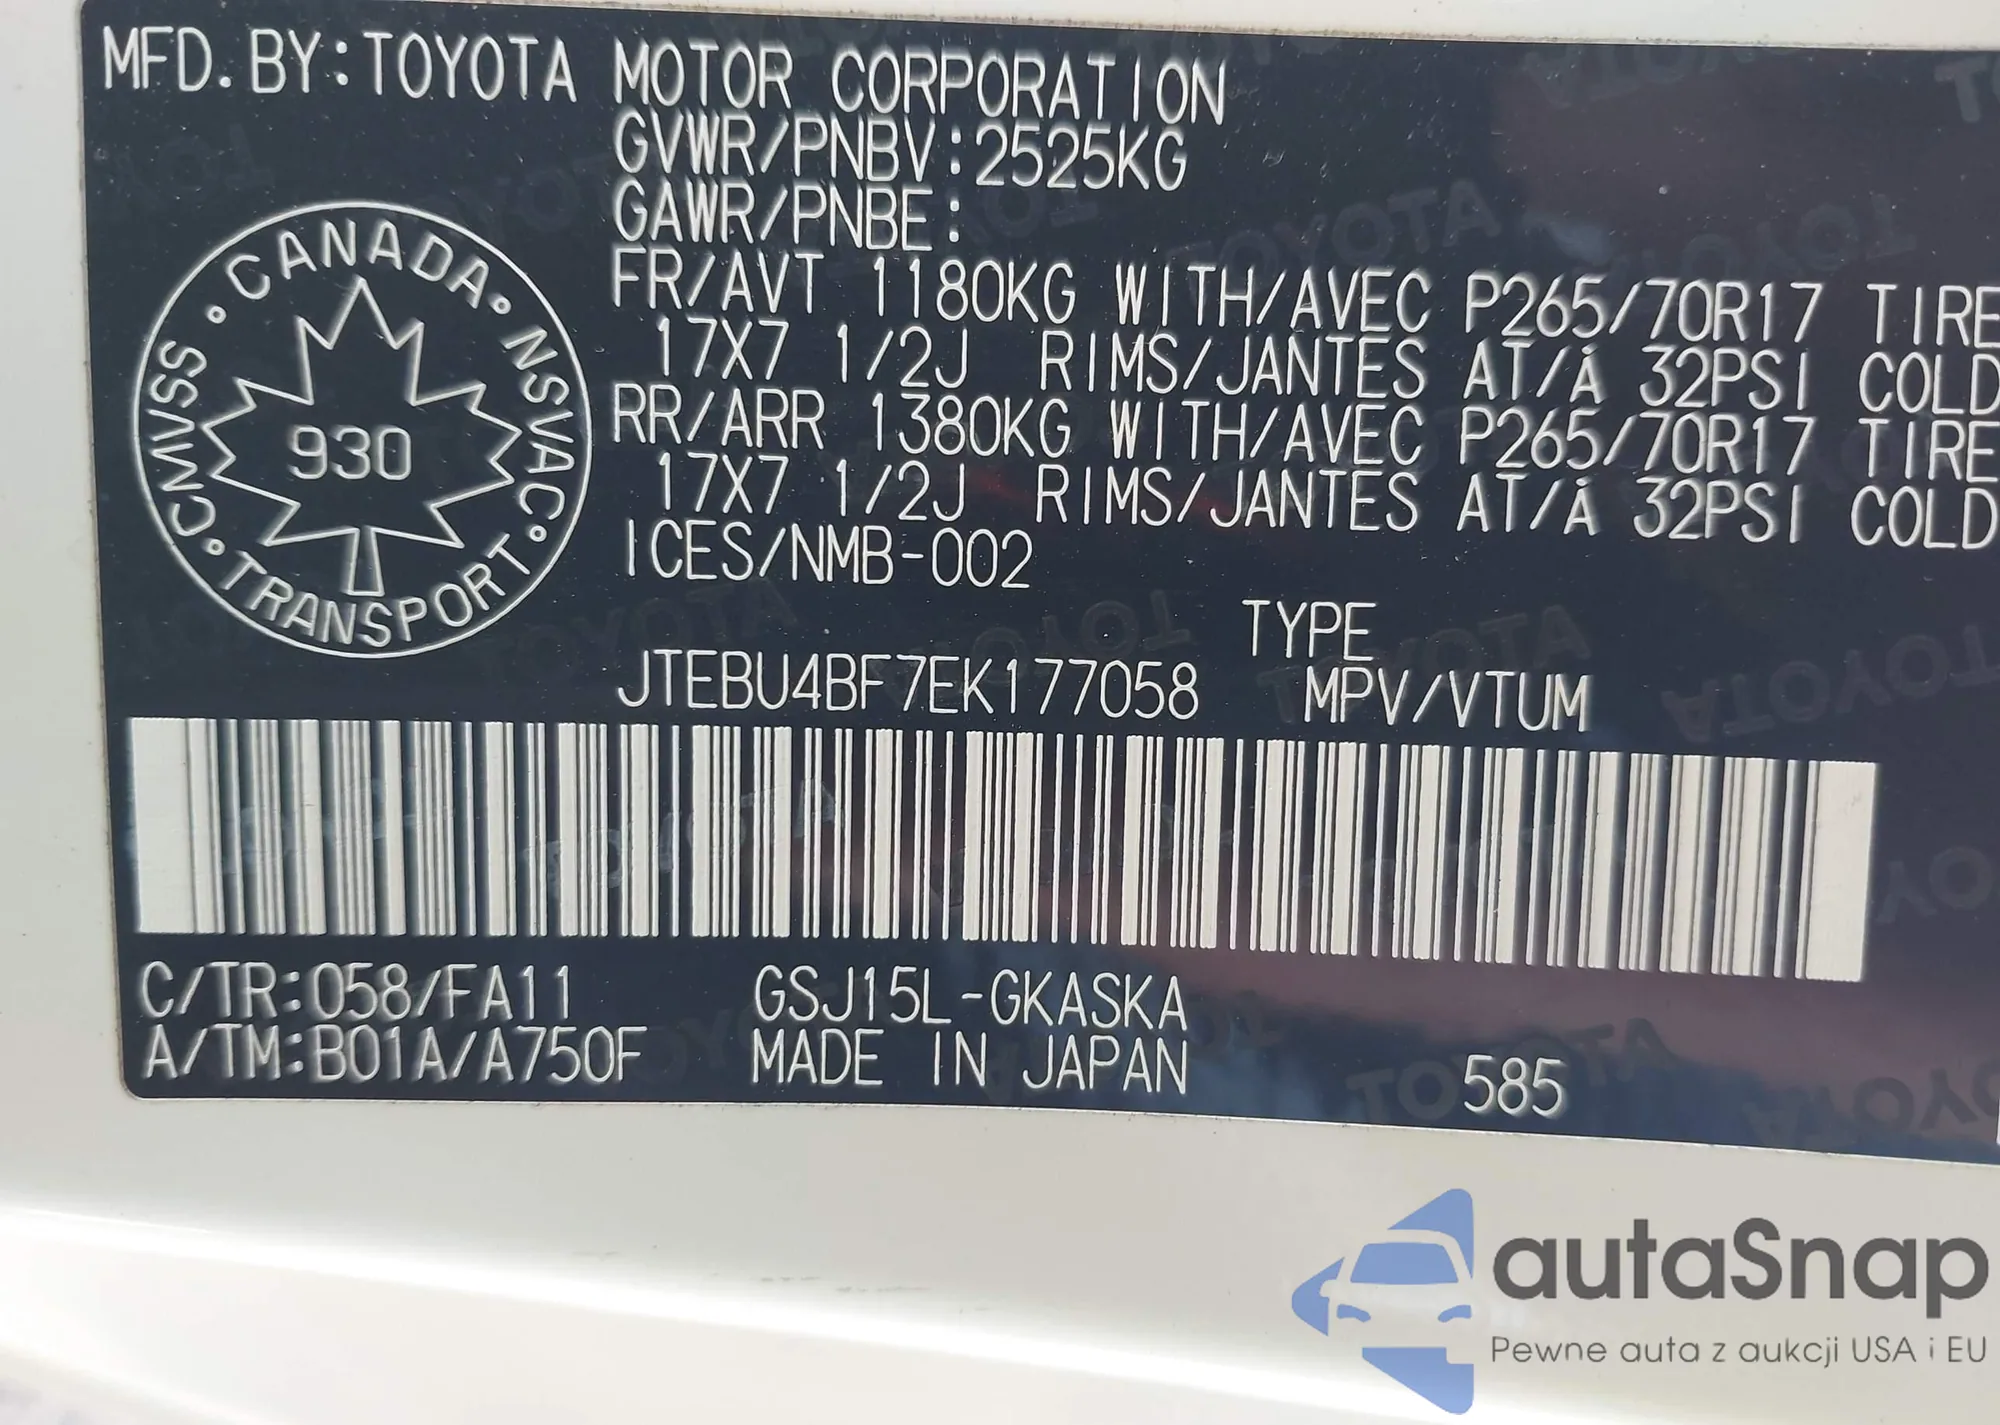 MFD. BY: TOYOTA MOTOR CORPORATION
GVWR/PNBV: 2525KG
GAWR/PNBE:
FR/AVT 1180KG WITH/AVEC P265/70R17 TIRE
17X7 1/2J RIMS/JANTES AT/À 32PSI COLD
RR/ARR 1380KG WITH/AVEC P265/70R17 TIRE
17X7 1/2J RIMS/JANTES AT/À 32PSI COLD
ICES/NMB-002
CANADA · NSVAC · TRANSPORT · CMVSS ·
930
TYPE
JTEBU4BF7EK177058 MPV/VTUM
C/TR: 058/FA11 GSJ15L-GKASKA
A/TM: B01A/A750F MADE IN JAPAN 585
autaSnap
Pewne auta z aukcji USA i EU